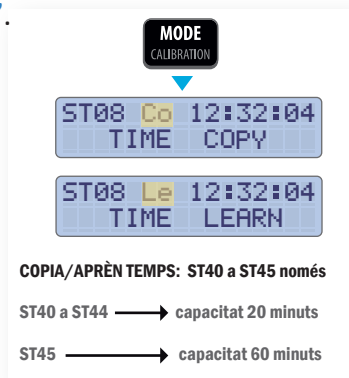 MODE
CALIBRATION
ST08 Co 12:32:04
TIME COPY
ST08 Le 12:32:04
TIME LEARN
COPIA/APRÈN TEMPS: ST40 a ST45 només
ST40 a ST44 → capacitat 20 minuts
ST45 → capacitat 60 minuts